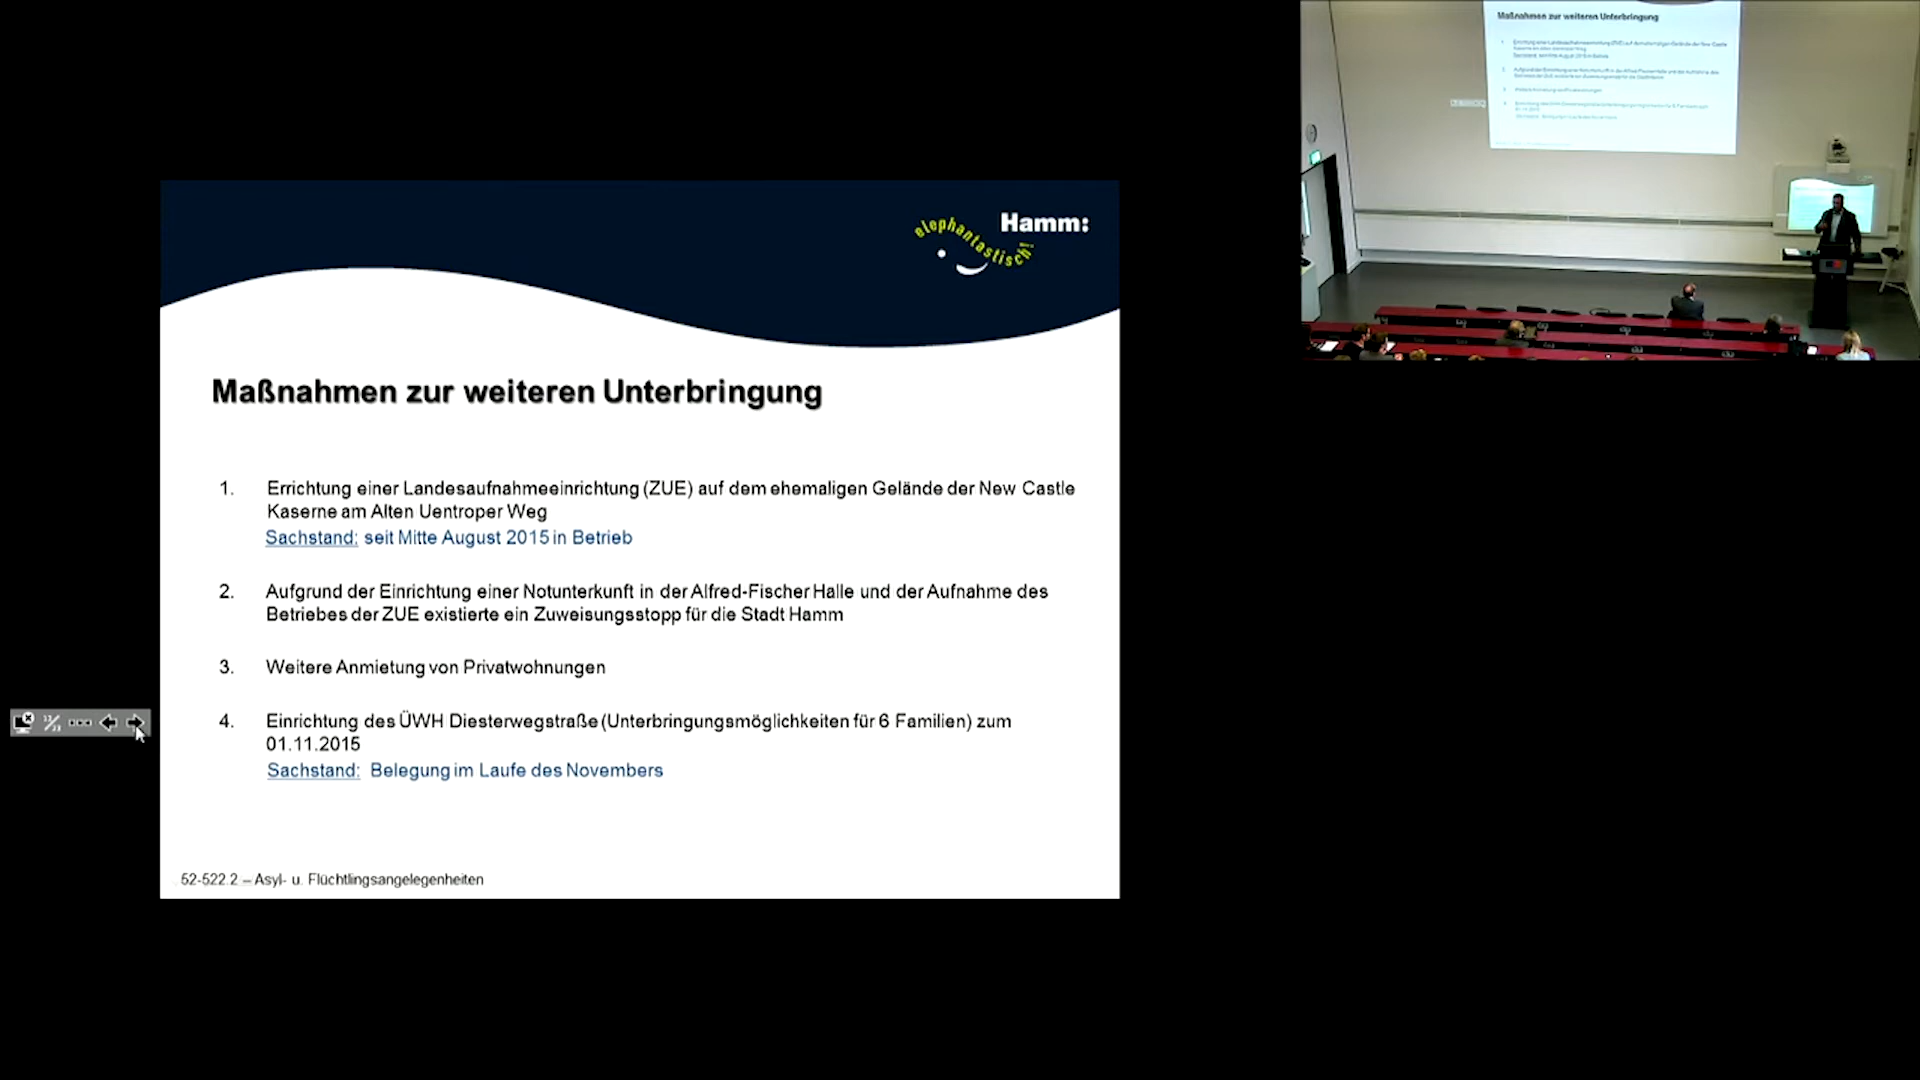 elephantastisch!
Hamm:
Maßnahmen zur weiteren Unterbringung
1. Errichtung einer Landesaufnahmeeinrichtung (ZUE) auf dem ehemaligen Gelände der New Castle
Kaserne am Alten Uentroper Weg
Sachstand: seit Mitte August 2015 in Betrieb
2. Aufgrund der Einrichtung einer Notunterkunft in der Alfred-Fischer Halle und der Aufnahme des
Betriebes der ZUE existierte ein Zuweisungsstopp für die Stadt Hamm
3. Weitere Anmietung von Privatwohnungen
4. Einrichtung des ÜWH Diesterwegstraße (Unterbringungsmöglichkeiten für 6 Familien) zum
01.11.2015
Sachstand: Belegung im Laufe des Novembers
52-522.2 – Asyl- u. Flüchtlingsangelegenheiten
Maßnahmen zur weiteren Unterbringung